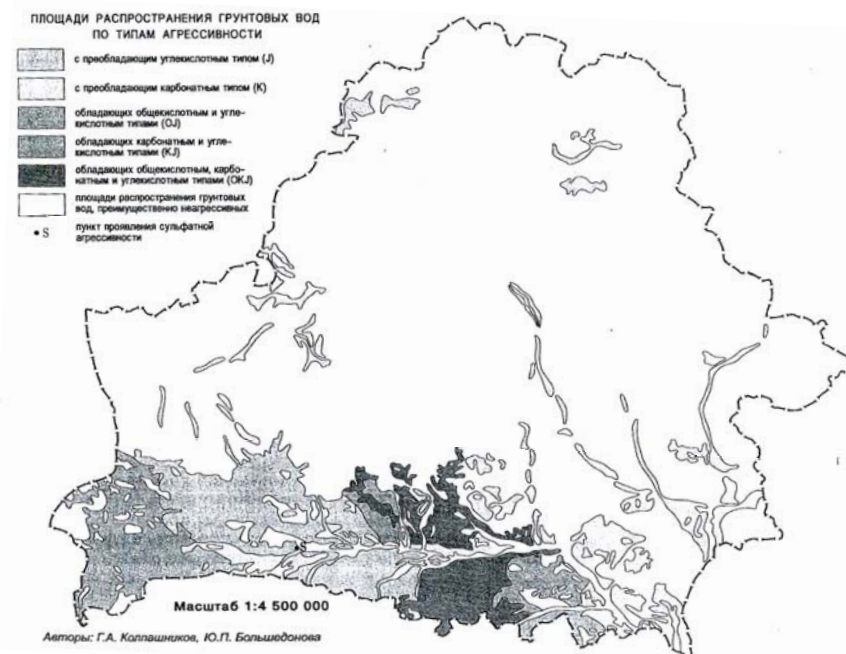 ПЛОЩАДИ РАСПРОСТРАНЕНИЯ ГРУНТОВЫХ ВОД
ПО ТИПАМ АГРЕССИВНОСТИ
с преобладающим углекислотным типом (J)
с преобладающим карбонатным типом (K)
обладающих общекислотным и угле-
кислотным типами (OJ)
обладающих карбонатным и угле-
кислотным типами (KJ)
обладающих общекислотным, карбо-
натным и углекислотным типами (OKJ)
площади распространения грунтовых
вод, преимущественно неагрессивных
• S пункт проявления сульфатной
агрессивности
S
Масштаб 1:4 500 000
Авторы: Г.А. Колпашников, Ю.П. Большедонова